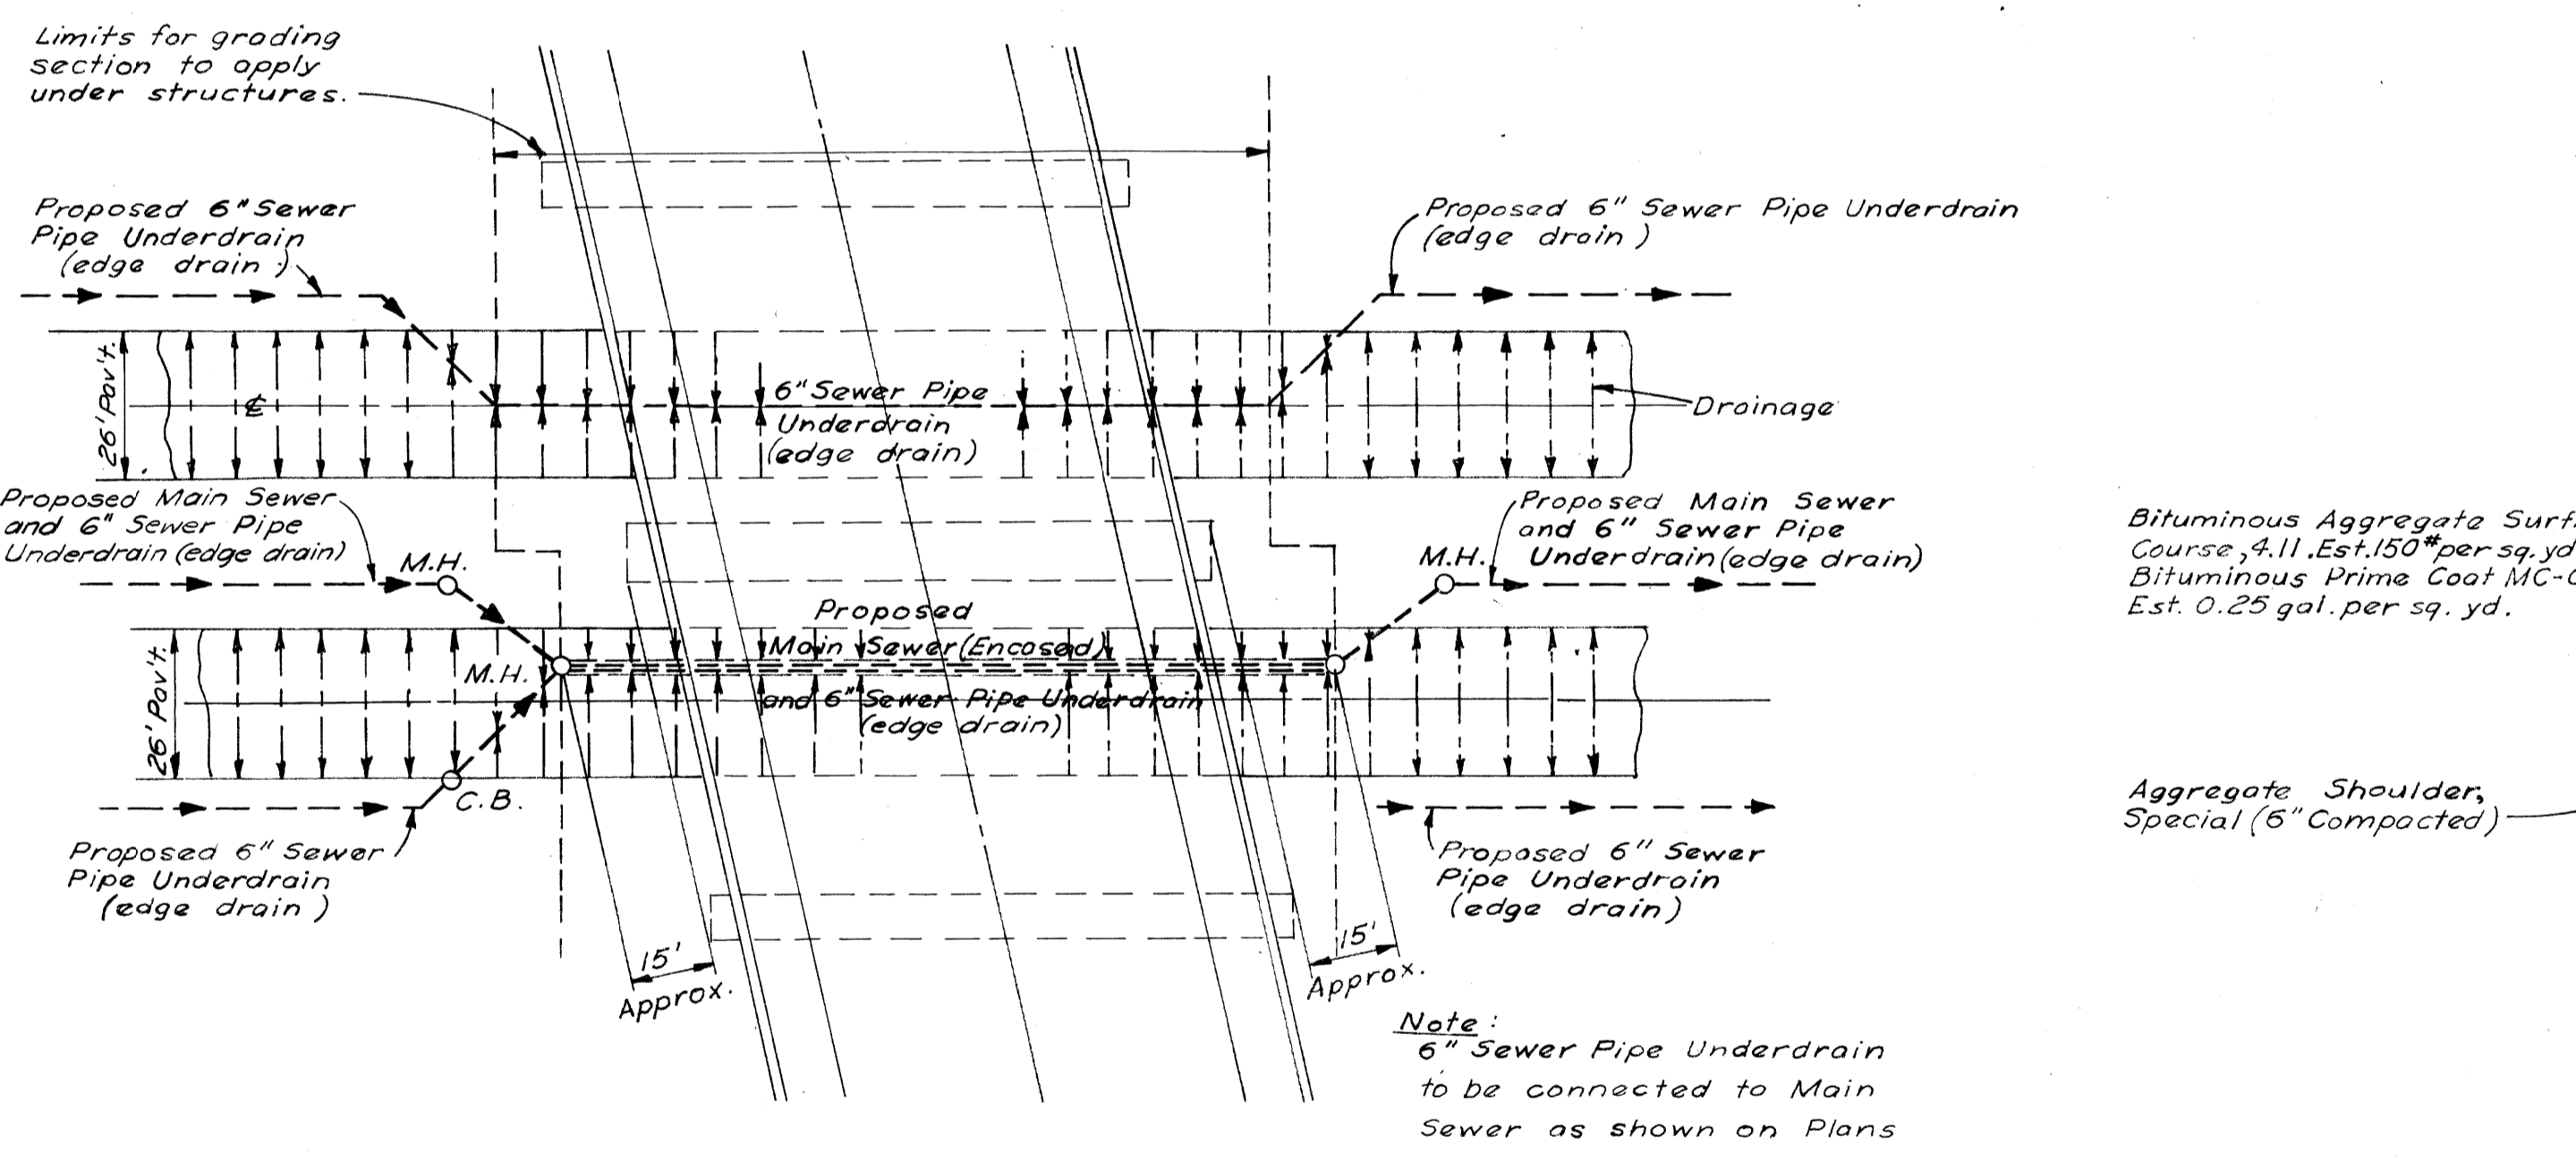 Limits for grading
section to apply
under structures.
Proposed 6" Sewer
Pipe Underdrain
(edge drain)
Proposed 6" Sewer Pipe Underdrain
(edge drain)
26' Pav't.
℄
6" Sewer Pipe
Underdrain
(edge drain)
Drainage
Proposed Main Sewer
and 6" Sewer Pipe
Underdrain (edge drain)
M.H.
Proposed Main Sewer
and 6" Sewer Pipe
Underdrain (edge drain)
M.H.
Bituminous Aggregate Surf
Course, 4.11. Est. 150# per sq. yd
Bituminous Prime Coat MC-
Est. 0.25 gal. per sq. yd.
Proposed
Main Sewer (Encased)
and 6" Sewer Pipe Underdrain
(edge drain)
26' Pav't.
M.H.
C.B.
Proposed 6" Sewer
Pipe Underdrain
(edge drain)
Proposed 6" Sewer
Pipe Underdrain
(edge drain)
Aggregate Shoulder,
Special (6" Compacted)
15'
Approx.
15'
Approx.
Note:
6" Sewer Pipe Underdrain
to be connected to Main
Sewer as shown on Plans